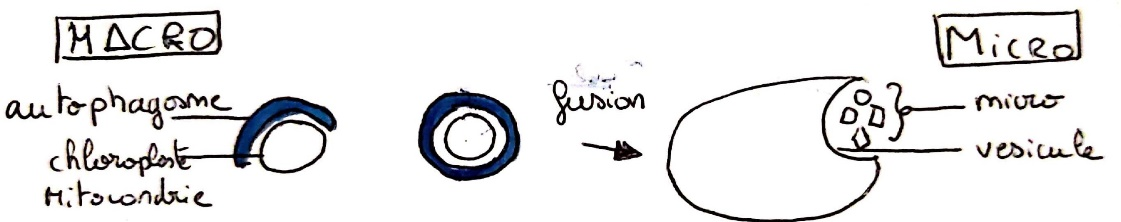 MACRO
autophagosme
chloroplaste
Mitocondrie
fusion
Micro
micro
vesicule